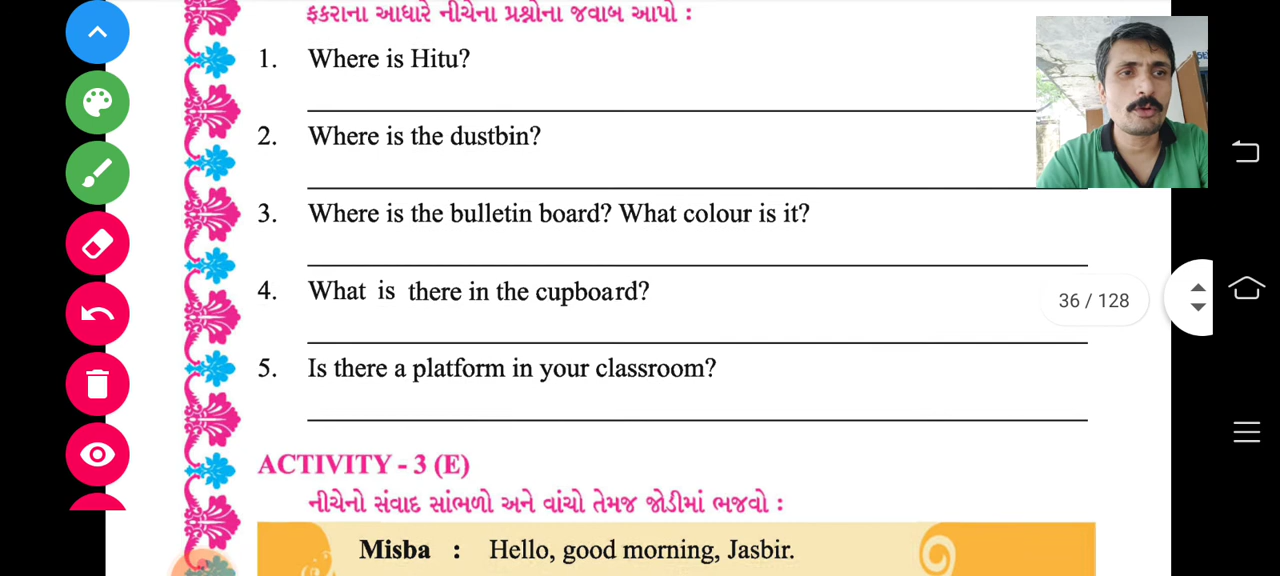 ફકરાના આધારે નીચેના પ્રશ્નોના જવાબ આપો :
1. Where is Hitu?
2. Where is the dustbin?
3. Where is the bulletin board? What colour is it?
4. What is there in the cupboard?
36 / 128
5. Is there a platform in your classroom?
ACTIVITY - 3 (E)
નીચેનો સંવાદ સાંભળો અને વાંચો તેમજ જોડીમાં ભજવો :
Misba : Hello, good morning, Jasbir.